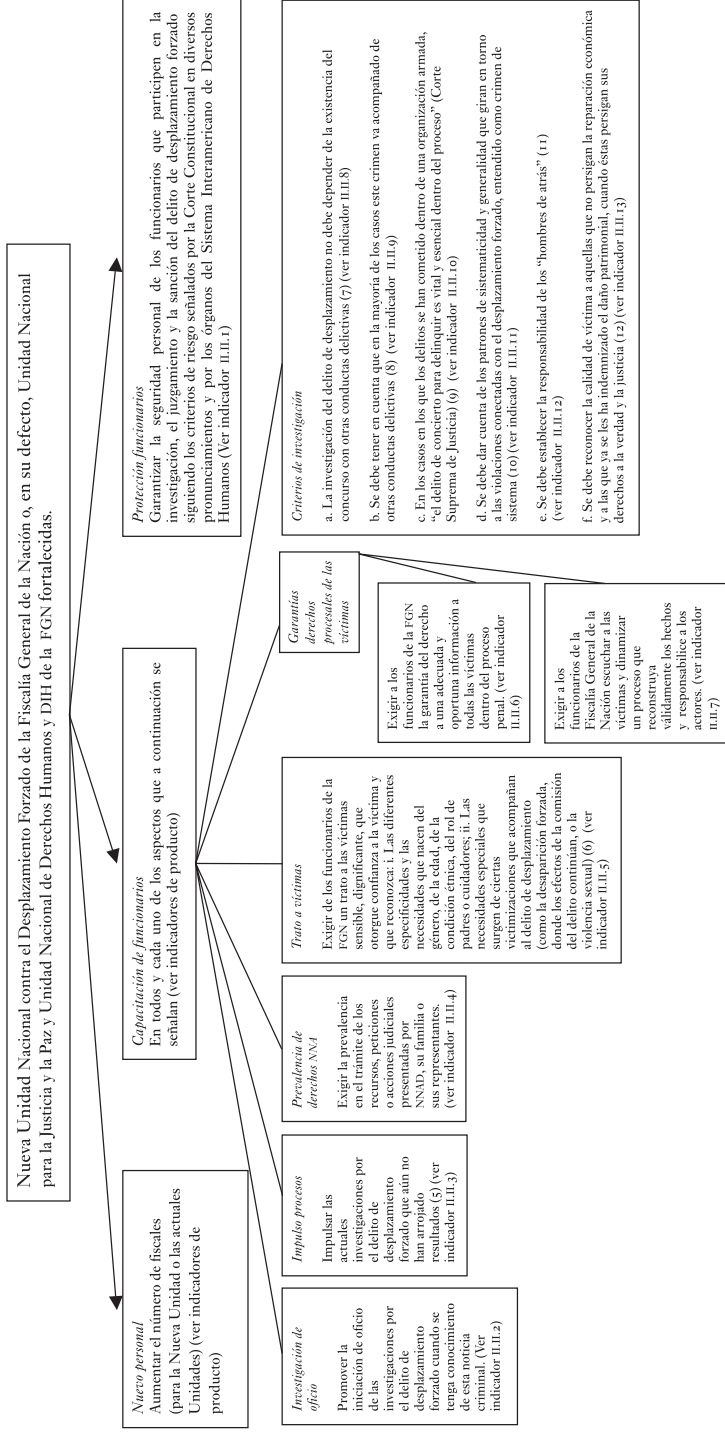 Nueva Unidad Nacional contra el Desplazamiento Forzado de la Fiscalía General de la Nación o, en su defecto, Unidad Nacional
para la Justicia y la Paz y Unidad Nacional de Derechos Humanos y DIH de la FGN fortalecidas.
Nuevo personal
Aumentar el número de fiscales
(para la Nueva Unidad o las actuales
Unidades) (ver indicadores de
producto)
Capacitación de funcionarios
En todos y cada uno de los aspectos que a continuación se
señalan (ver indicadores de producto)
Protección funcionarios
Garantizar la seguridad personal de los funcionarios que participen en la
investigación, el juzgamiento y la sanción del delito de desplazamiento forzado
siguiendo los criterios de riesgo señalados por la Corte Constitucional en diversos
pronunciamientos y por los órganos del Sistema Interamericano de Derechos
Humanos (Ver indicador II.II.1)
Investigación de
oficio
Promover la
iniciación de oficio
de las
investigaciones por
el delito de
desplazamiento
forzado cuando se
tenga conocimiento
de esta noticia
criminal. (Ver
indicador II.II.2)
Impulso procesos
Impulsar las
actuales
investigaciones por
el delito de
desplazamiento
forzado que aún no
han arrojado
resultados (5) (ver
indicador II.II.3)
Prevalencia de
derechos NNA
Exigir la prevalencia
en el trámite de los
recursos, peticiones
o acciones judiciales
presentadas por
NNAD, su familia o
sus representantes.
(ver indicador II.II.4)
Trato a víctimas
Exigir de los funcionarios de la
FGN un trato a las víctimas
sensible, dignificante, que
otorgue confianza a la víctima y
que reconozca: i. Las diferentes
especificidades y las
necesidades que nacen del
género, de la edad, de la
condición étnica, del rol de
padres o cuidadores; ii. Las
necesidades especiales que
surgen de ciertas
victimizaciones que acompañan
al delito de desplazamiento
(como la desaparición forzada,
donde los efectos de la comisión
del delito continúan, o la
violencia sexual) (6) (ver
indicador II.II.5)
Garantías
derechos
procesales de las
víctimas
Exigir a los
funcionarios de la FGN
la garantía del derecho
a una adecuada y
oportuna información a
todas las víctimas
dentro del proceso
penal. (ver indicador
II.II.6)
Exigir a los
funcionarios de la
Fiscalía General de la
Nación escuchar a las
víctimas y dinamizar
un proceso que
reconstruya
válidamente los hechos
y responsabilice a los
actores. (ver indicador
II.II.7)
Criterios de investigación
a. La investigación del delito de desplazamiento no debe depender de la existencia del
concurso con otras conductas delictivas (7) (ver indicador II.II.8)
b. Se debe tener en cuenta que en la mayoría de los casos este crimen va acompañado de
otras conductas delictivas (8) (ver indicador II.II.9)
c. En los casos en los que los delitos se han cometido dentro de una organización armada,
“el delito de concierto para delinquir es vital y esencial dentro del proceso” (Corte
Suprema de Justicia) (9) (ver indicador II.II.10)
d. Se debe dar cuenta de los patrones de sistematicidad y generalidad que giran en torno
a las violaciones conectadas con el desplazamiento forzado, entendido como crimen de
sistema (10) (ver indicador II.II.11)
e. Se debe establecer la responsabilidad de los “hombres de atrás” (11)
(ver indicador II.II.12)
f. Se debe reconocer la calidad de víctima a aquellas que no persigan la reparación económica
y a las que ya se les ha indemnizado el daño patrimonial, cuando éstas persigan sus
derechos a la verdad y la justicia (12) (ver indicador II.II.13)